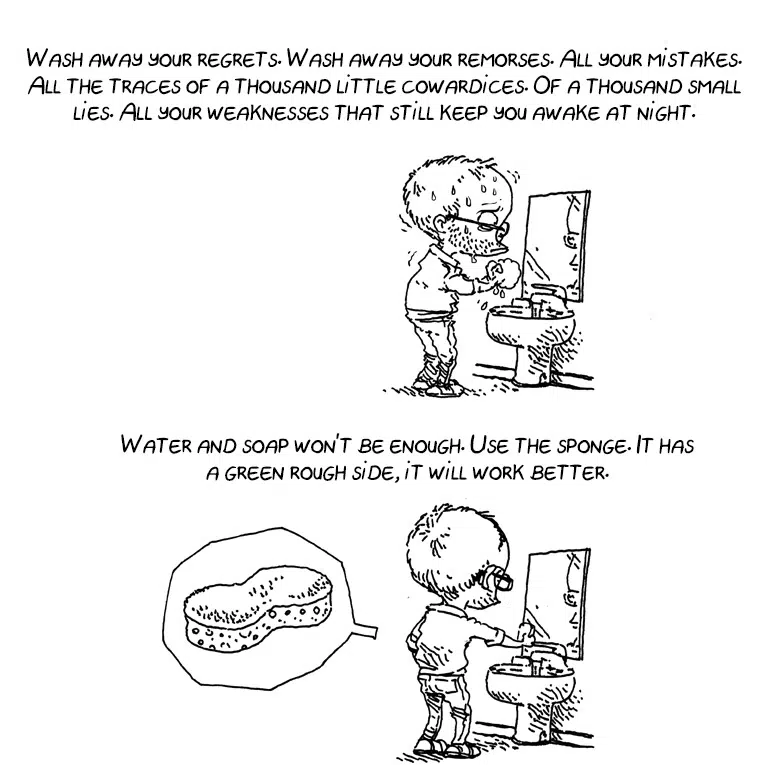 WASH AWAY YOUR REGRETS. WASH AWAY YOUR REMORSES. ALL YOUR MISTAKES.
ALL THE TRACES OF A THOUSAND LITTLE COWARDICES. OF A THOUSAND SMALL
LIES. ALL YOUR WEAKNESSES THAT STILL KEEP YOU AWAKE AT NIGHT.
WATER AND SOAP WON'T BE ENOUGH. USE THE SPONGE. IT HAS
A GREEN ROUGH SIDE, IT WILL WORK BETTER.